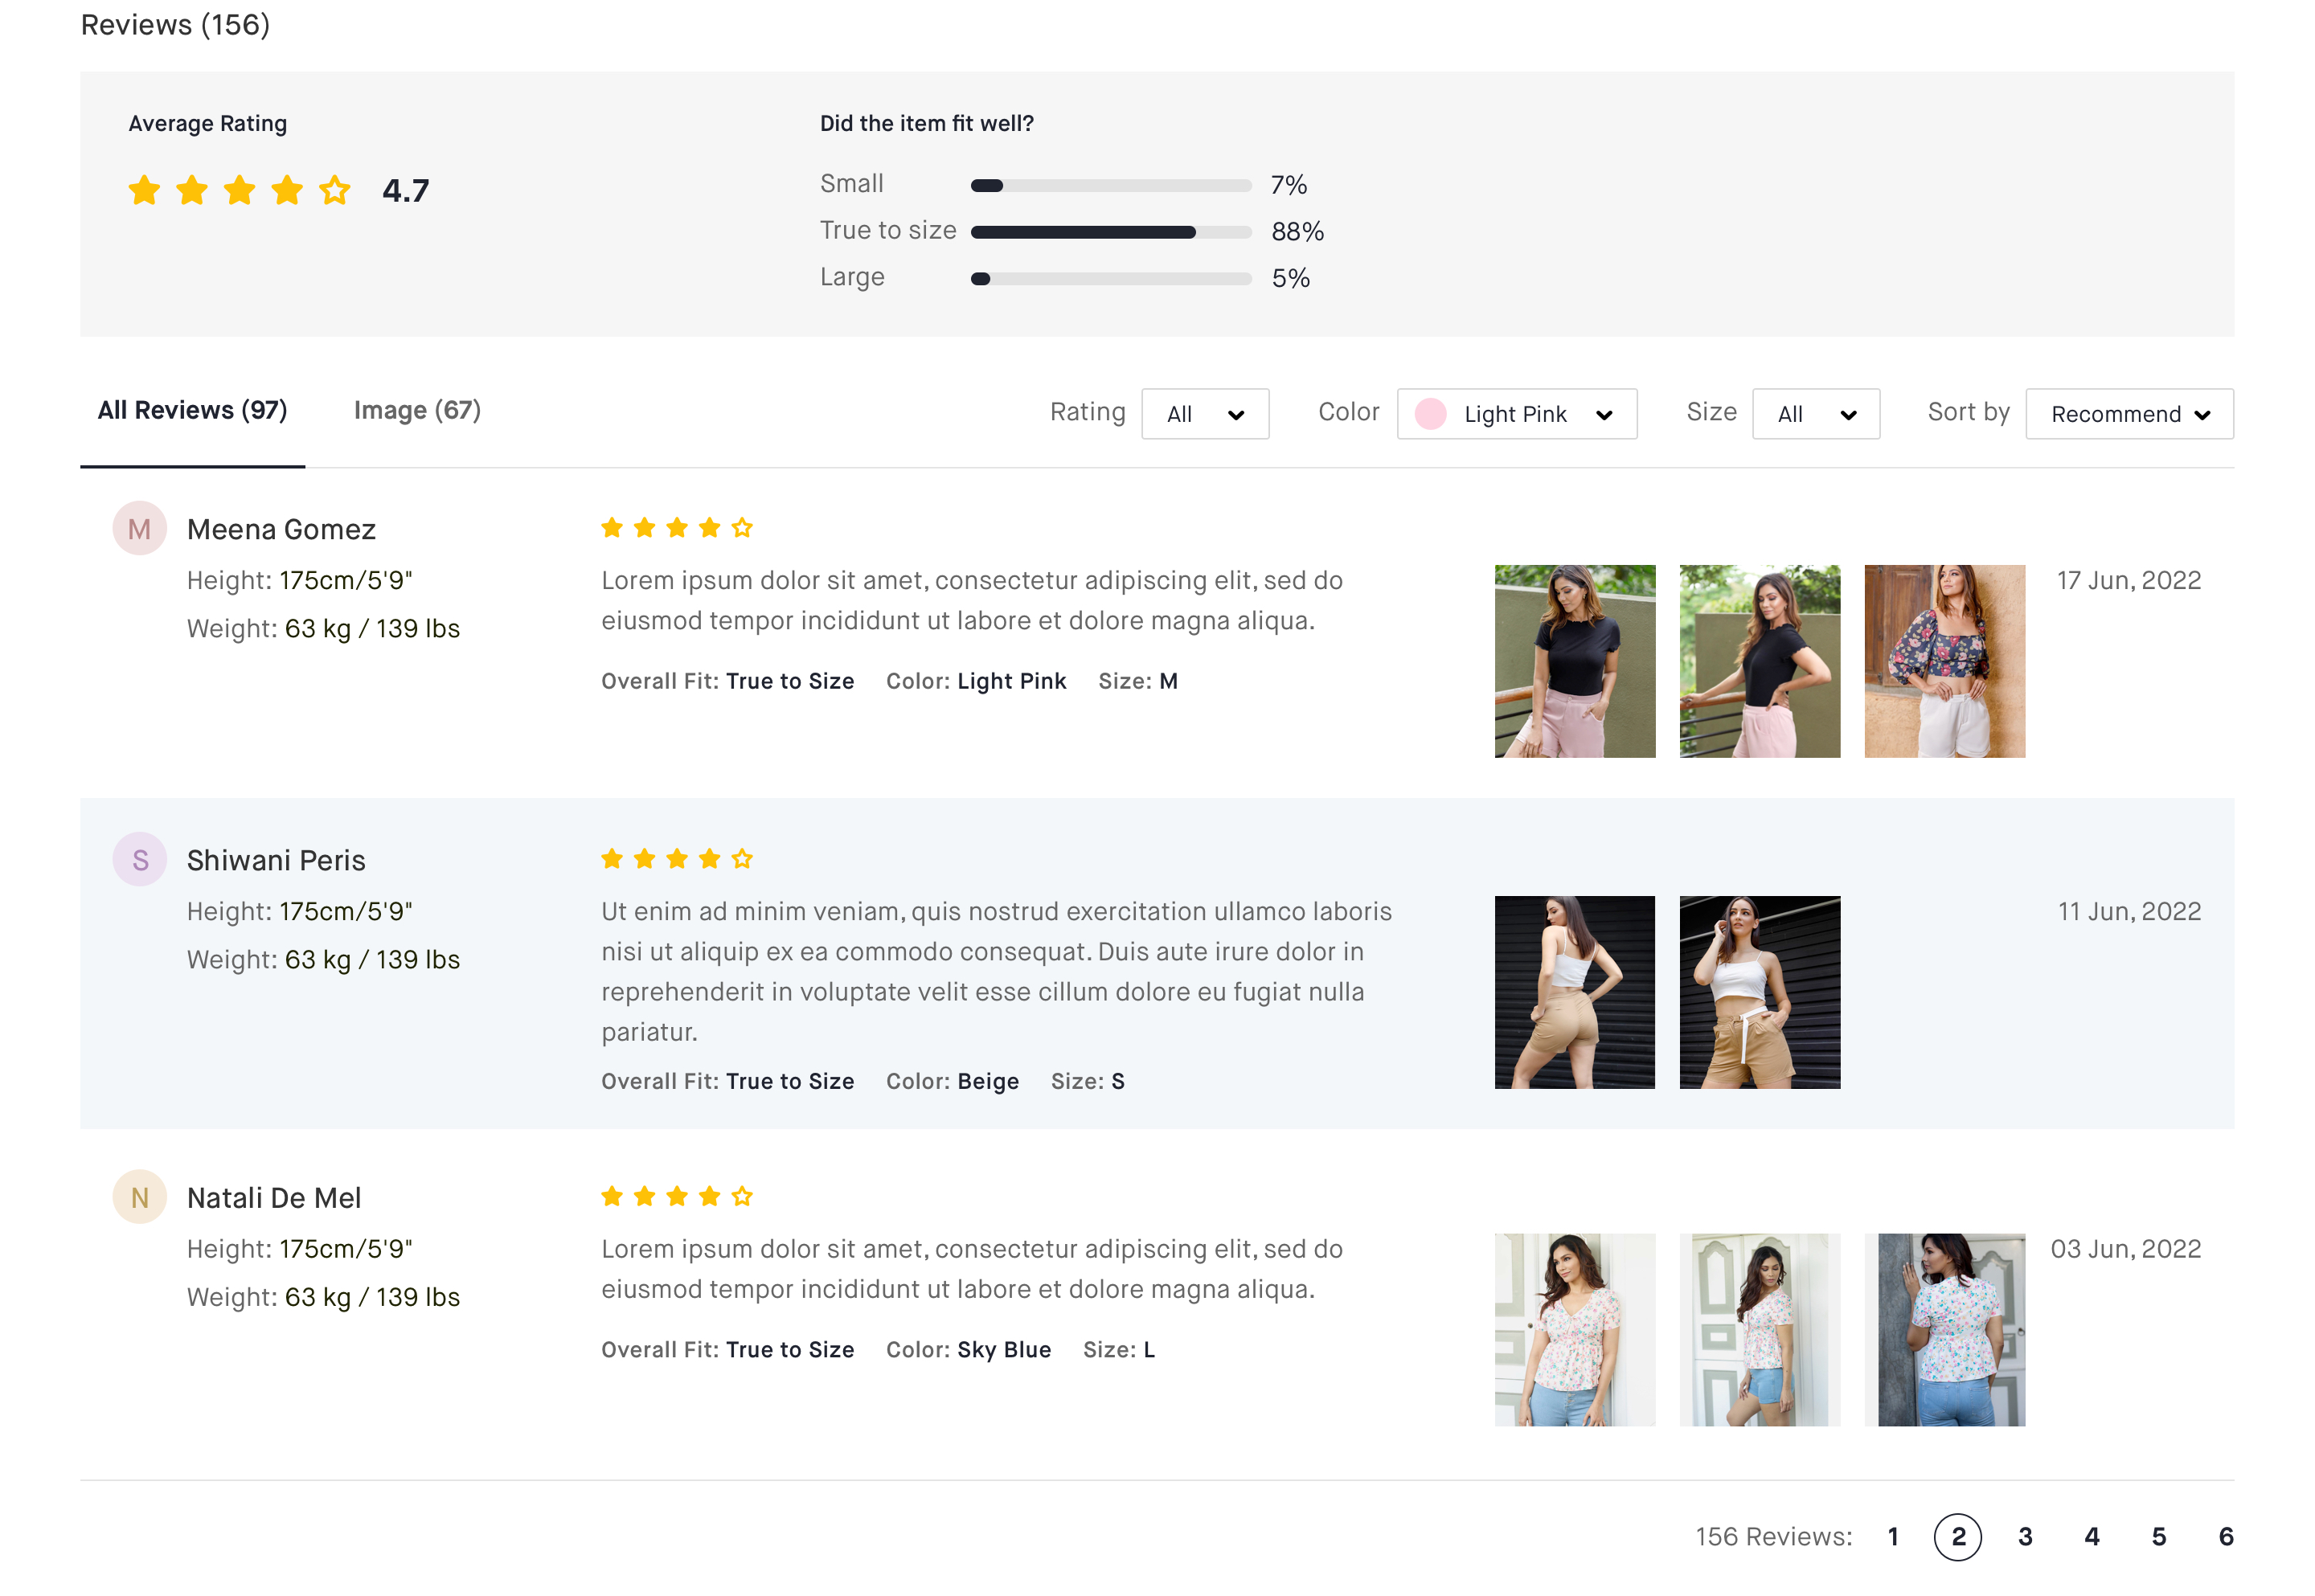 Reviews (156)
Average Rating
4.7
Did the item fit well?
Small 7%
True to size 88%
Large 5%
All Reviews (97) Image (67) Rating All Color Light Pink Size All Sort by Recommend
M Meena Gomez
Height: 175cm/5'9"
Weight: 63 kg / 139 lbs
Lorem ipsum dolor sit amet, consectetur adipiscing elit, sed do
eiusmod tempor incididunt ut labore et dolore magna aliqua.
Overall Fit: True to Size Color: Light Pink Size: M
17 Jun, 2022
S Shiwani Peris
Height: 175cm/5'9"
Weight: 63 kg / 139 lbs
Ut enim ad minim veniam, quis nostrud exercitation ullamco laboris
nisi ut aliquip ex ea commodo consequat. Duis aute irure dolor in
reprehenderit in voluptate velit esse cillum dolore eu fugiat nulla
pariatur.
Overall Fit: True to Size Color: Beige Size: S
11 Jun, 2022
N Natali De Mel
Height: 175cm/5'9"
Weight: 63 kg / 139 lbs
Lorem ipsum dolor sit amet, consectetur adipiscing elit, sed do
eiusmod tempor incididunt ut labore et dolore magna aliqua.
Overall Fit: True to Size Color: Sky Blue Size: L
03 Jun, 2022
156 Reviews: 1 2 3 4 5 6